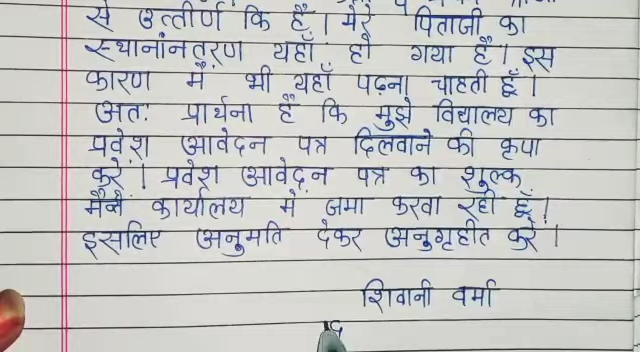 से उत्तीर्ण कि हैं। मेरे पिताजी का
स्थानांनतरण यहाँ हो गया है। इस
कारण में भी यहाँ पढ़ना चाहती हूँ।
अतः प्रार्थना हैं कि मुझे विद्यालय का
प्रवेश आवेदन पत्र दिलवाने की कृपा
करें। प्रवेश आवेदन पत्र का शुल्क
मैंने कार्यालय में जमा करवा रही हूँ।
इसलिए अनुमति देकर अनुगृहीत करें।
शिवानी वर्मा